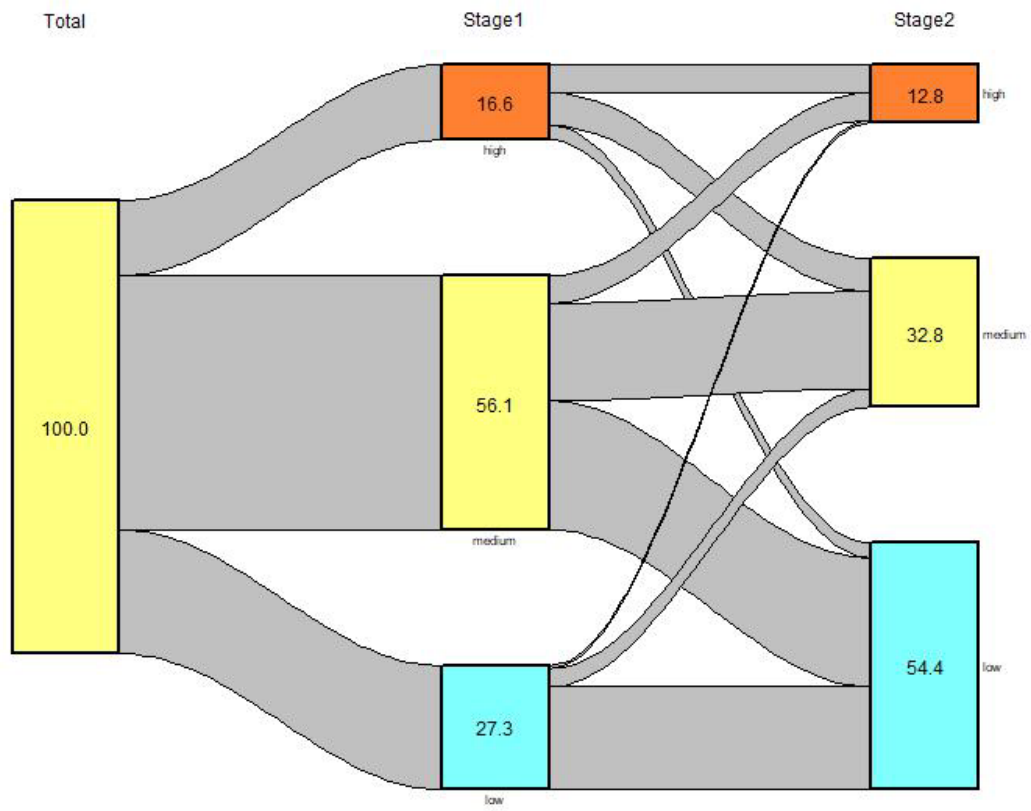 Total
Stage1
Stage2
16.6
high
12.8
high
100.0
56.1
medium
32.8
medium
27.3
low
54.4
low